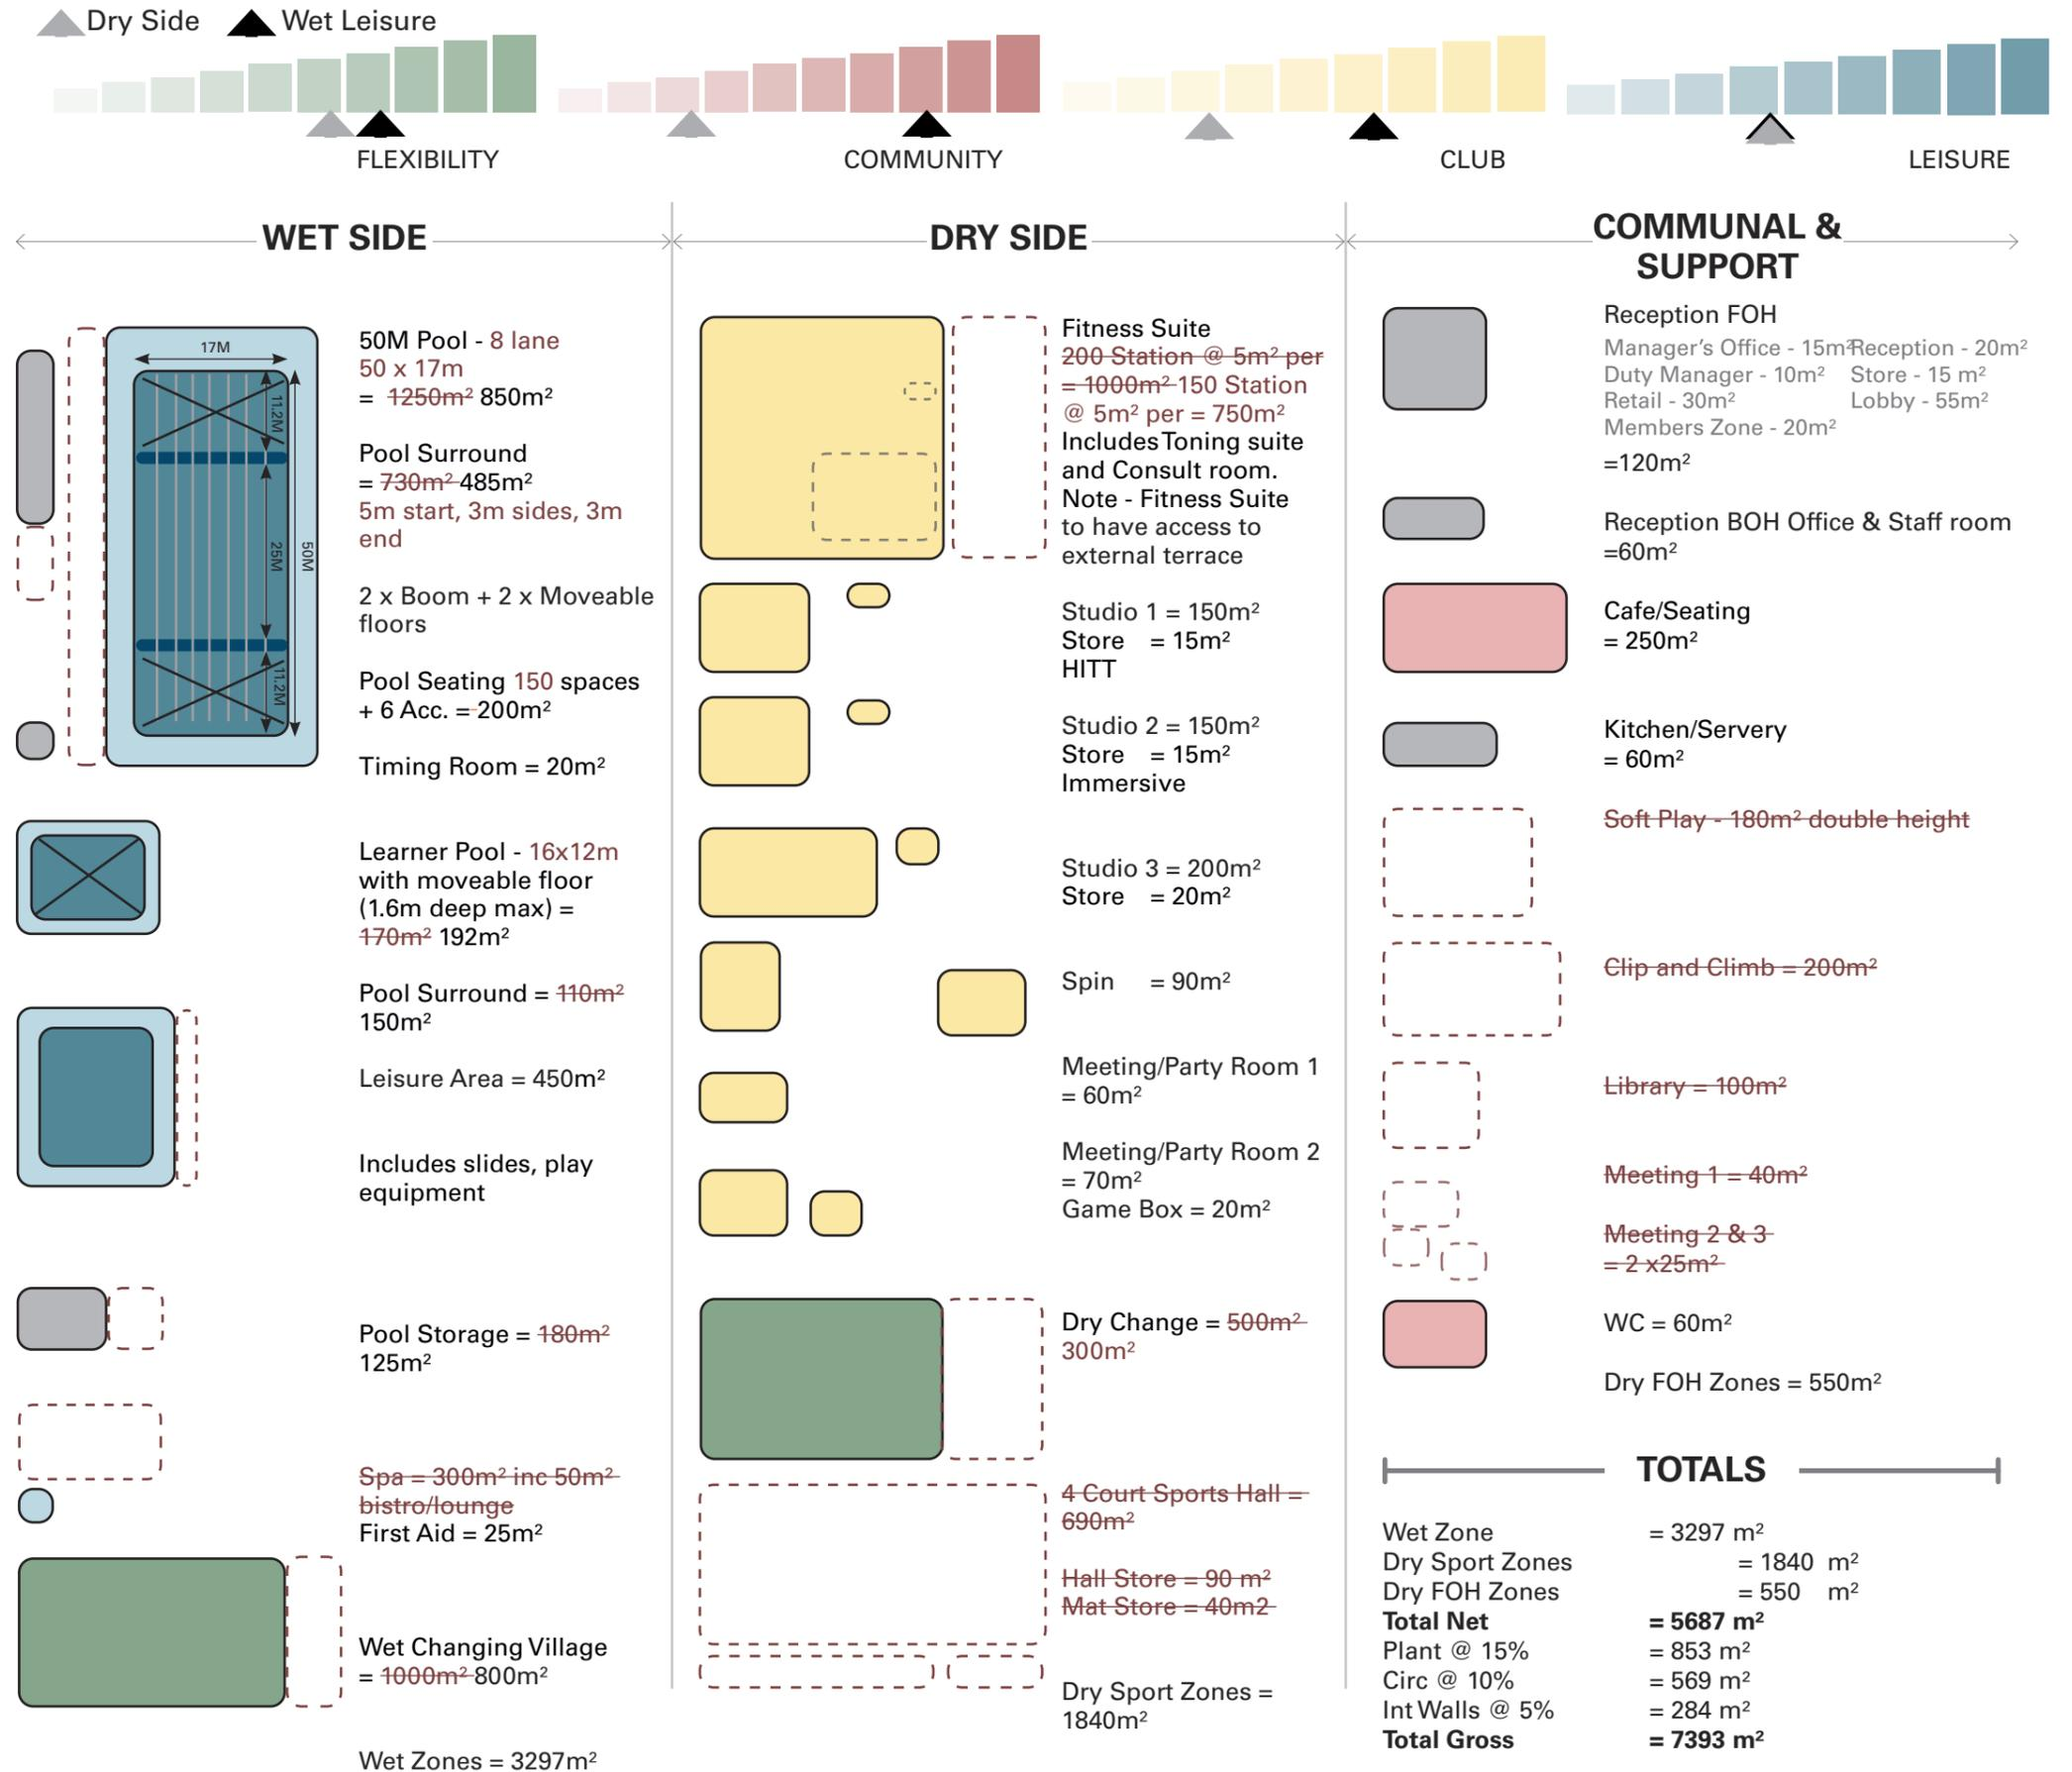 Dry Side
Wet Leisure
FLEXIBILITY
COMMUNITY
CLUB
LEISURE
WET SIDE
17M
11.2M
25M
50M
11.2M
50M Pool - 8 lane
50 x 17m
= 1250m² 850m²
Pool Surround
= 730m² 485m²
5m start, 3m sides, 3m
end
2 x Boom + 2 x Moveable
floors
Pool Seating 150 spaces
+ 6 Acc. = 200m²
Timing Room = 20m²
Learner Pool - 16x12m
with moveable floor
(1.6m deep max) =
170m² 192m²
Pool Surround = 110m²
150m²
Leisure Area = 450m²
Includes slides, play
equipment
Pool Storage = 180m²
125m²
Spa = 300m² inc 50m²
bistro/lounge
First Aid = 25m²
Wet Changing Village
= 1000m² 800m²
Wet Zones = 3297m²
DRY SIDE
Fitness Suite
200 Station @ 5m² per
= 1000m² 150 Station
@ 5m² per = 750m²
Includes Toning suite
and Consult room.
Note - Fitness Suite
to have access to
external terrace
Studio 1 = 150m²
Store = 15m²
HITT
Studio 2 = 150m²
Store = 15m²
Immersive
Studio 3 = 200m²
Store = 20m²
Spin = 90m²
Meeting/Party Room 1
= 60m²
Meeting/Party Room 2
= 70m²
Game Box = 20m²
Dry Change = 500m²
300m²
4 Court Sports Hall =
690m²
Hall Store = 90 m²
Mat Store = 40m2
Dry Sport Zones =
1840m²
COMMUNAL &
SUPPORT
Reception FOH
Manager's Office - 15m² Reception - 20m²
Duty Manager - 10m² Store - 15 m²
Retail - 30m² Lobby - 55m²
Members Zone - 20m²
=120m²
Reception BOH Office & Staff room
=60m²
Cafe/Seating
= 250m²
Kitchen/Servery
= 60m²
Soft Play - 180m² double height
Clip and Climb = 200m²
Library = 100m²
Meeting 1 = 40m²
Meeting 2 & 3
= 2 x25m²
WC = 60m²
Dry FOH Zones = 550m²
TOTALS
Wet Zone = 3297 m²
Dry Sport Zones = 1840 m²
Dry FOH Zones = 550 m²
Total Net = 5687 m²
Plant @ 15% = 853 m²
Circ @ 10% = 569 m²
Int Walls @ 5% = 284 m²
Total Gross = 7393 m²